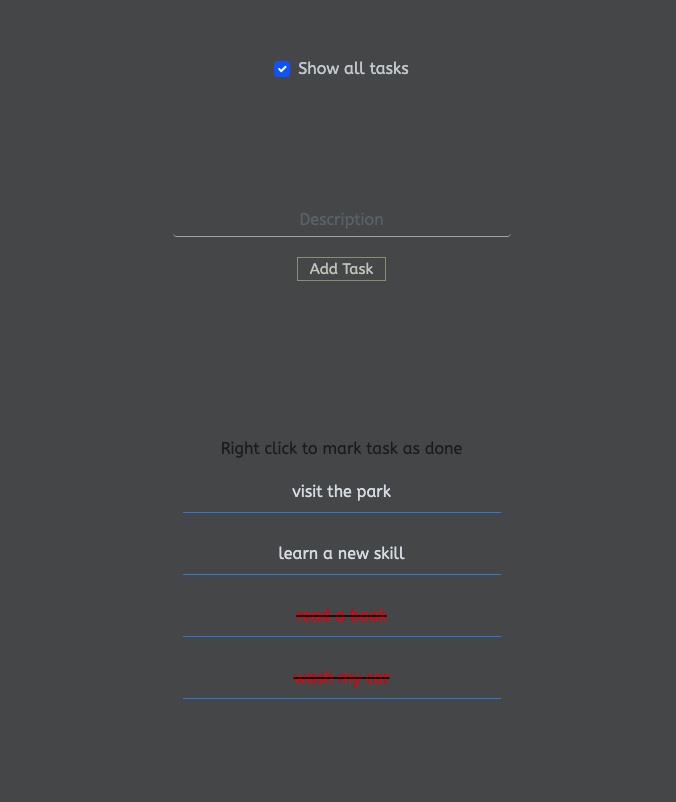 Show all tasks
Description
Add Task
Right click to mark task as done
visit the park
learn a new skill
read a book
wash my car